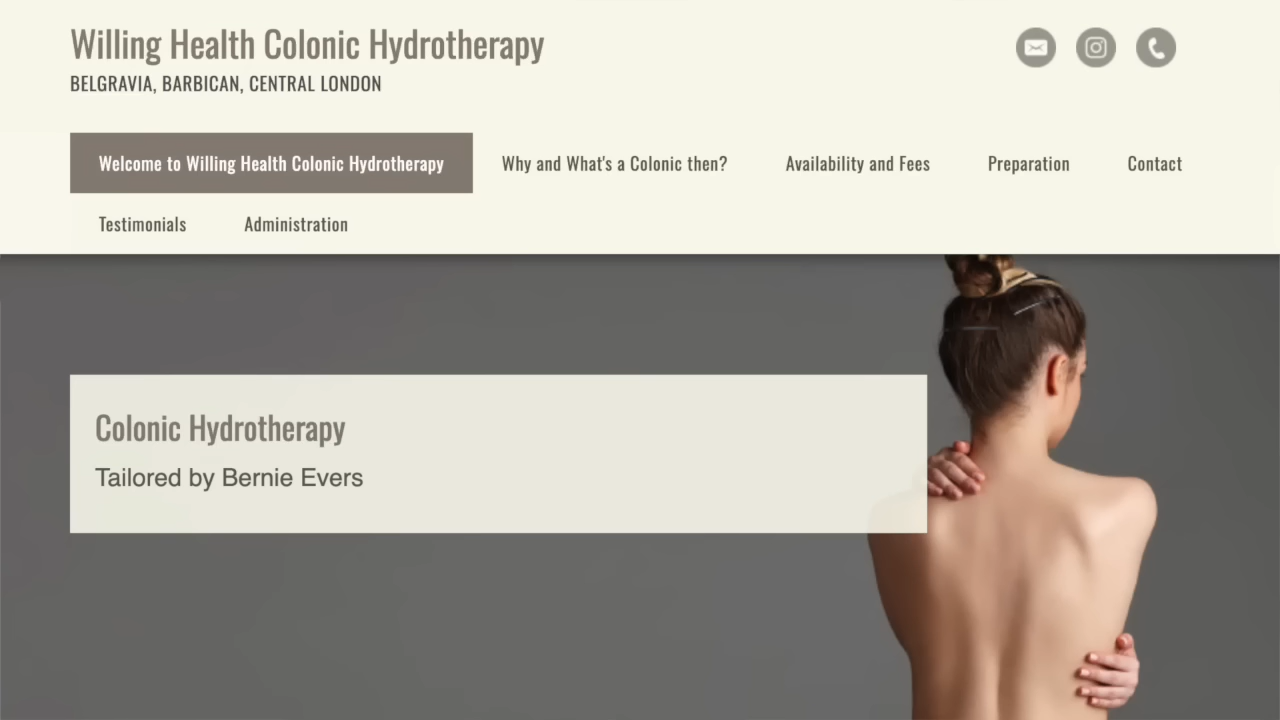 Willing Health Colonic Hydrotherapy
BELGRAVIA, BARBICAN, CENTRAL LONDON
Welcome to Willing Health Colonic Hydrotherapy
Why and What's a Colonic then?
Availability and Fees
Preparation
Contact
Testimonials
Administration
Colonic Hydrotherapy
Tailored by Bernie Evers